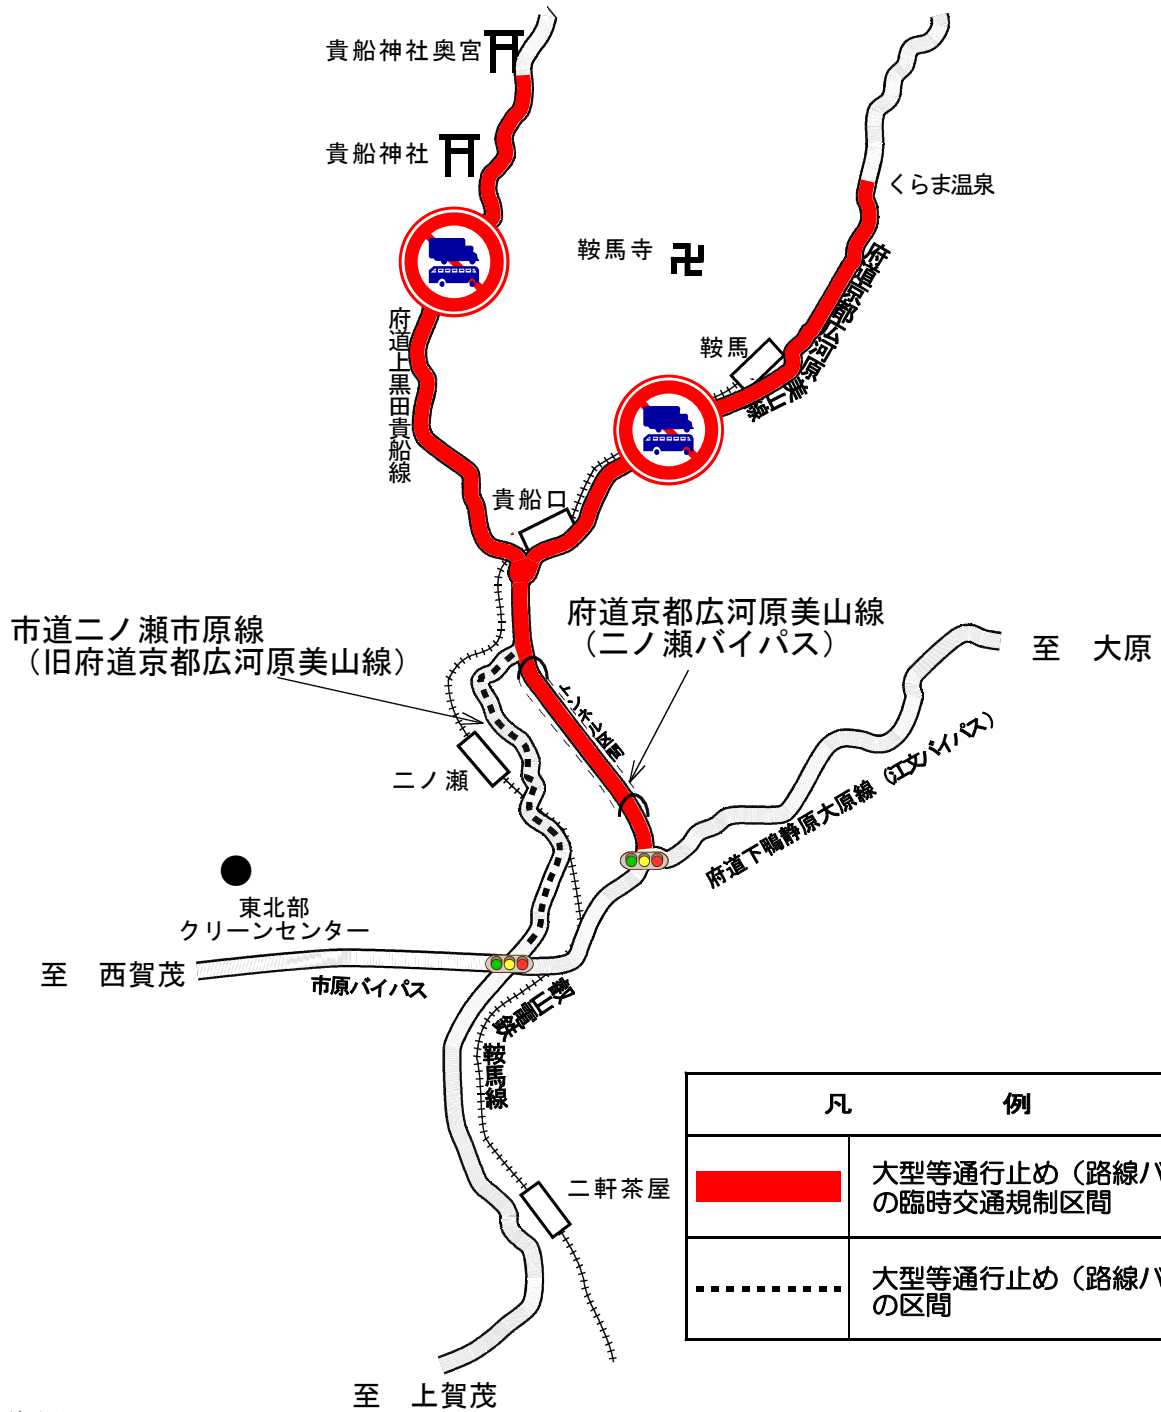 貴船神社奥宮
貴船神社
くらま温泉
鞍馬寺
府道京都広河原美山線
鞍馬
府道上黒田貴船線
貴船口
府道京都広河原美山線
（二ノ瀬バイパス）
市道二ノ瀬市原線
（旧府道京都広河原美山線）
至　大原
トンネル区間
二ノ瀬
府道下鴨静原大原線（江文バイパス）
東北部
クリーンセンター
至　西賀茂
市原バイパス
叡山電鉄
鞍馬線
凡　例
大型等通行止め（路線バ
の臨時交通規制区間
二軒茶屋
大型等通行止め（路線バ
の区間
至　上賀茂